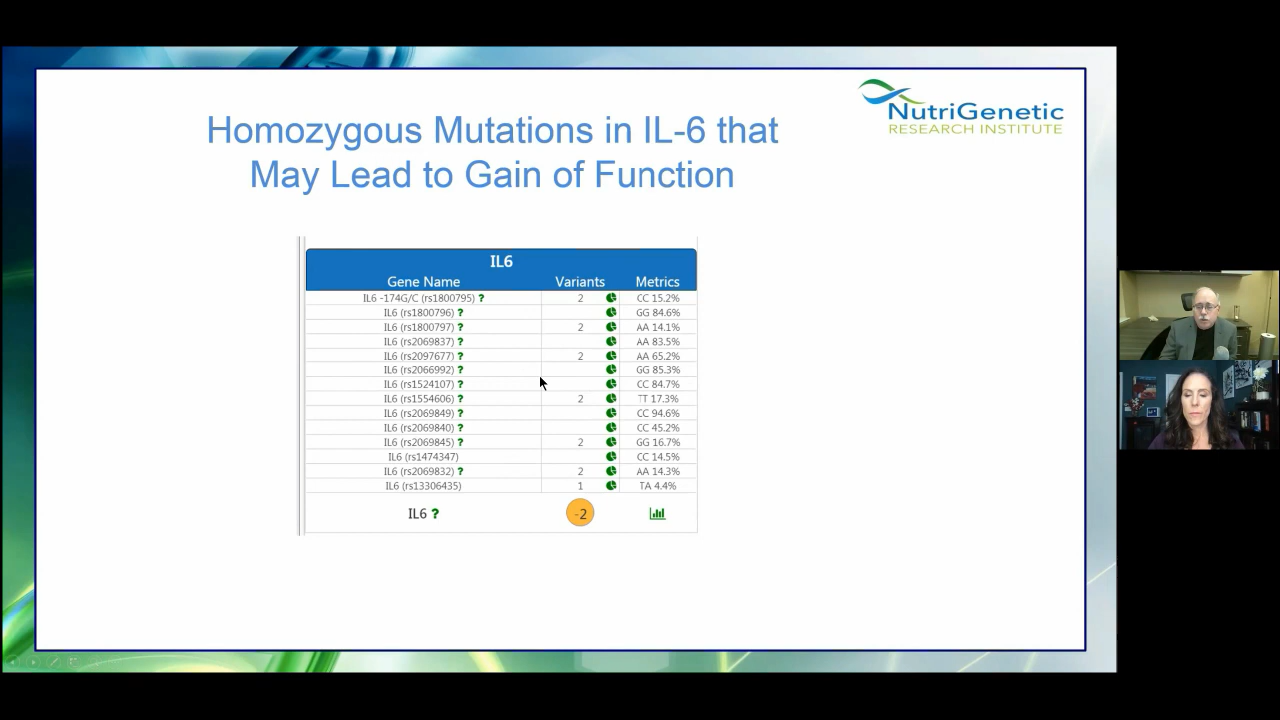 NutriGenetic
RESEARCH INSTITUTE
Homozygous Mutations in IL-6 that
May Lead to Gain of Function
IL6
Gene Name Variants Metrics
IL6 -174G/C (rs1800795) ? 2 CC 15.2%
IL6 (rs1800796) ? GG 84.6%
IL6 (rs1800797) ? 2 AA 14.1%
IL6 (rs2069837) ? AA 83.5%
IL6 (rs2097677) ? 2 AA 65.2%
IL6 (rs2066992) ? GG 85.3%
IL6 (rs1524107) ? CC 84.7%
IL6 (rs1554606) ? 2 TT 17.3%
IL6 (rs2069849) ? CC 94.6%
IL6 (rs2069840) ? CC 45.2%
IL6 (rs2069845) ? 2 GG 16.7%
IL6 (rs1474347) CC 14.5%
IL6 (rs2069832) ? 2 AA 14.3%
IL6 (rs13306435) 1 TA 4.4%
IL6 ? -2